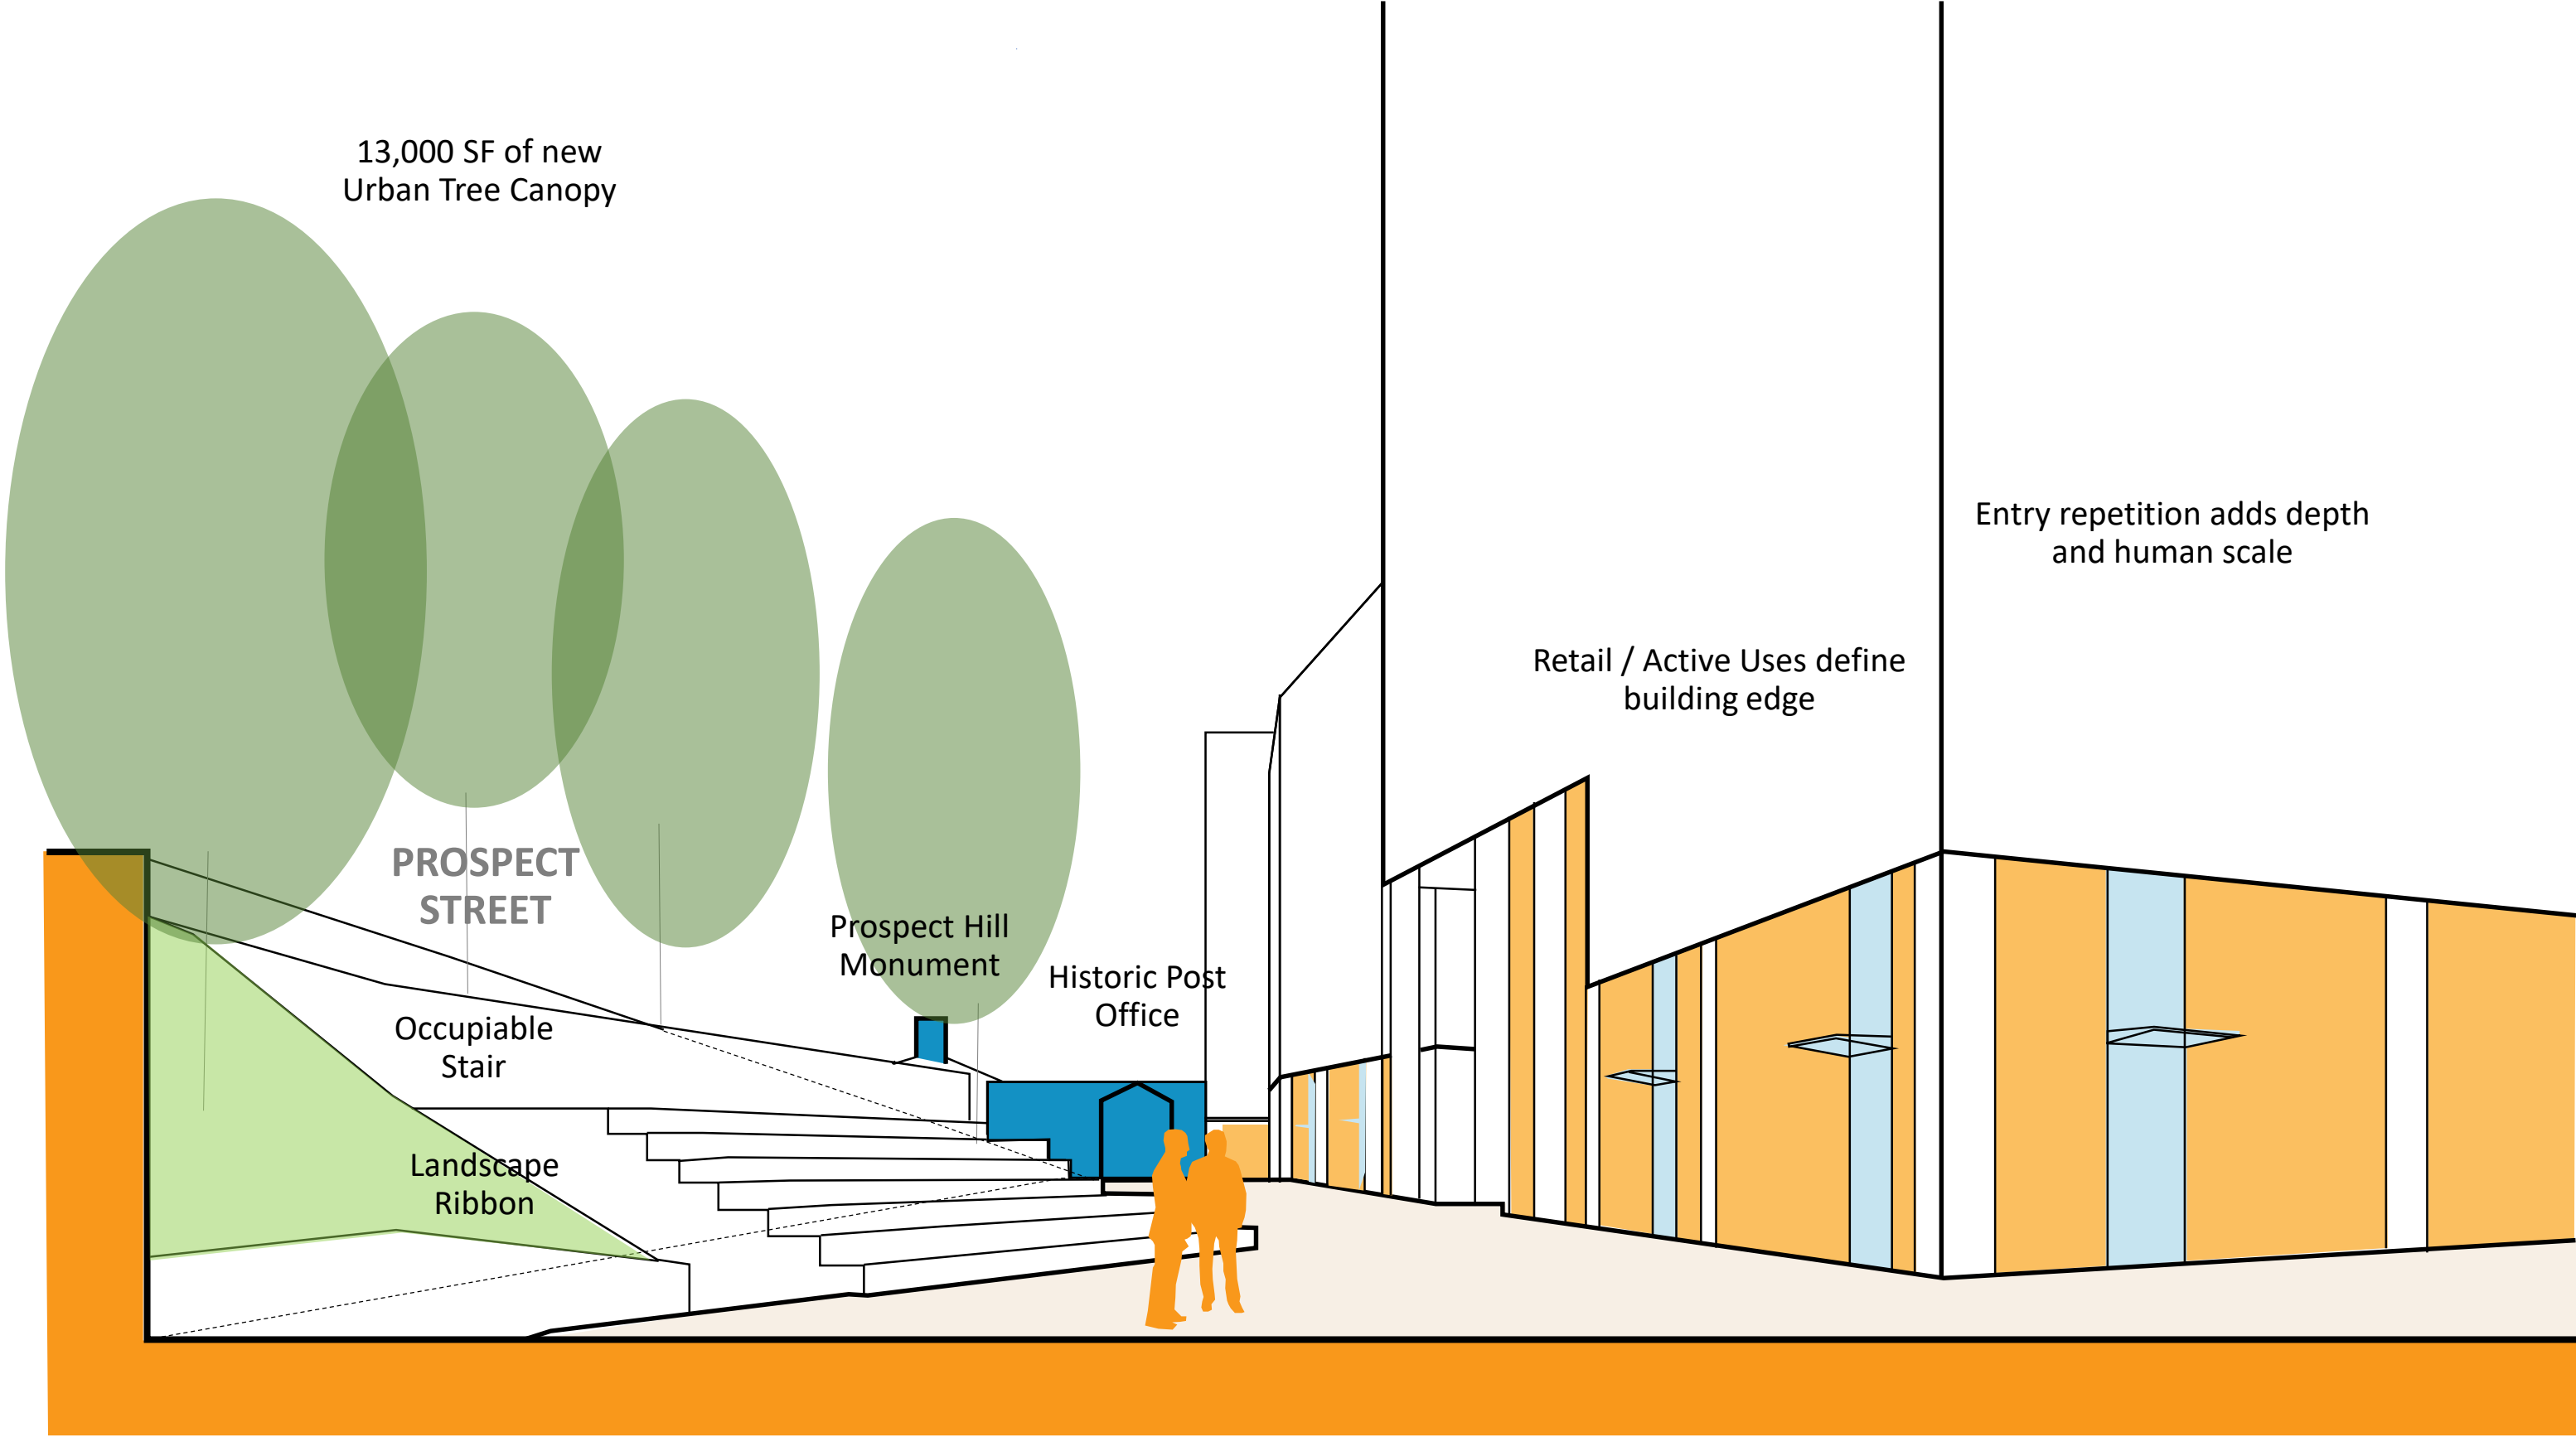 13,000 SF of new
Urban Tree Canopy
Entry repetition adds depth
and human scale
Retail / Active Uses define
building edge
PROSPECT
STREET
Prospect Hill
Monument
Historic Post
Office
Occupiable
Stair
Landscape
Ribbon